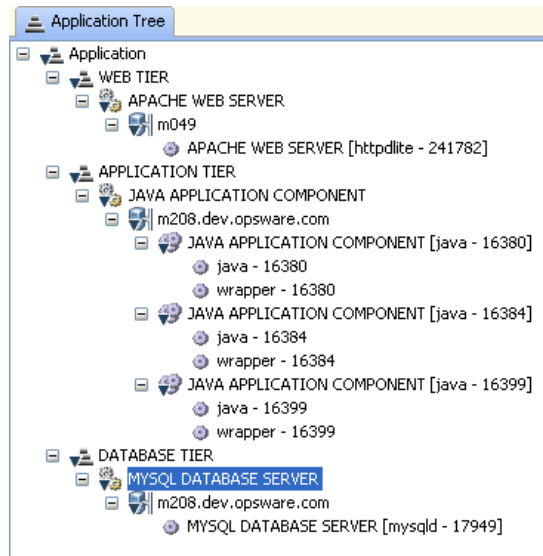 Application Tree
Application
WEB TIER
APACHE WEB SERVER
m049
APACHE WEB SERVER [httpdlite - 241782]
APPLICATION TIER
JAVA APPLICATION COMPONENT
m208.dev.opsware.com
JAVA APPLICATION COMPONENT [java - 16380]
java - 16380
wrapper - 16380
JAVA APPLICATION COMPONENT [java - 16384]
java - 16384
wrapper - 16384
JAVA APPLICATION COMPONENT [java - 16399]
java - 16399
wrapper - 16399
DATABASE TIER
MYSQL DATABASE SERVER
m208.dev.opsware.com
MYSQL DATABASE SERVER [mysqld - 17949]